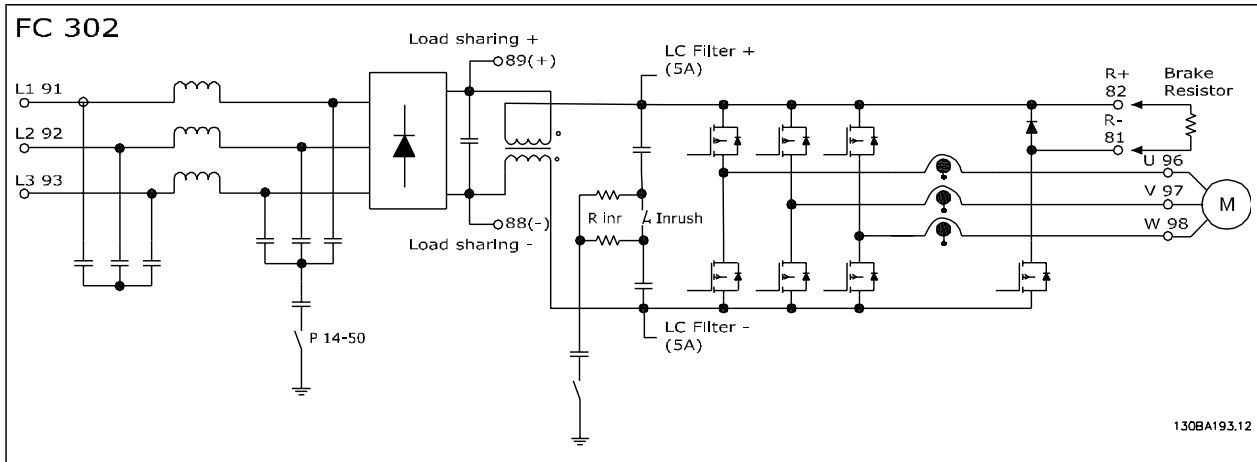 FC 302
Load sharing +
89(+)
LC Filter +
(5A)
R+
82
Brake
Resistor
L1 91
R-
81
L2 92
U 96
L3 93
V 97
M
R inr
Inrush
88(-)
W 98
Load sharing -
P 14-50
LC Filter -
(5A)
130BA193.12